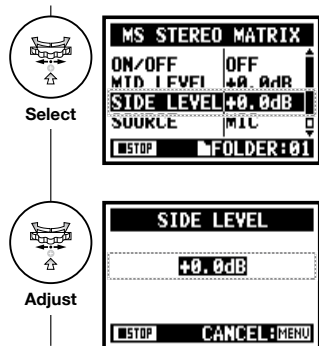 MS STEREO MATRIX
ON/OFF OFF
MID LEVEL +0.0dB
SIDE LEVEL +0.0dB
SOURCE MIC
STOP FOLDER:01
Select
SIDE LEVEL
+0.0dB
STOP CANCEL:MENU
Adjust